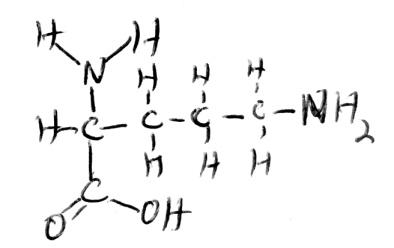 H H
N H H H
H-C-C-C-C-NH2
H H H
C
O OH